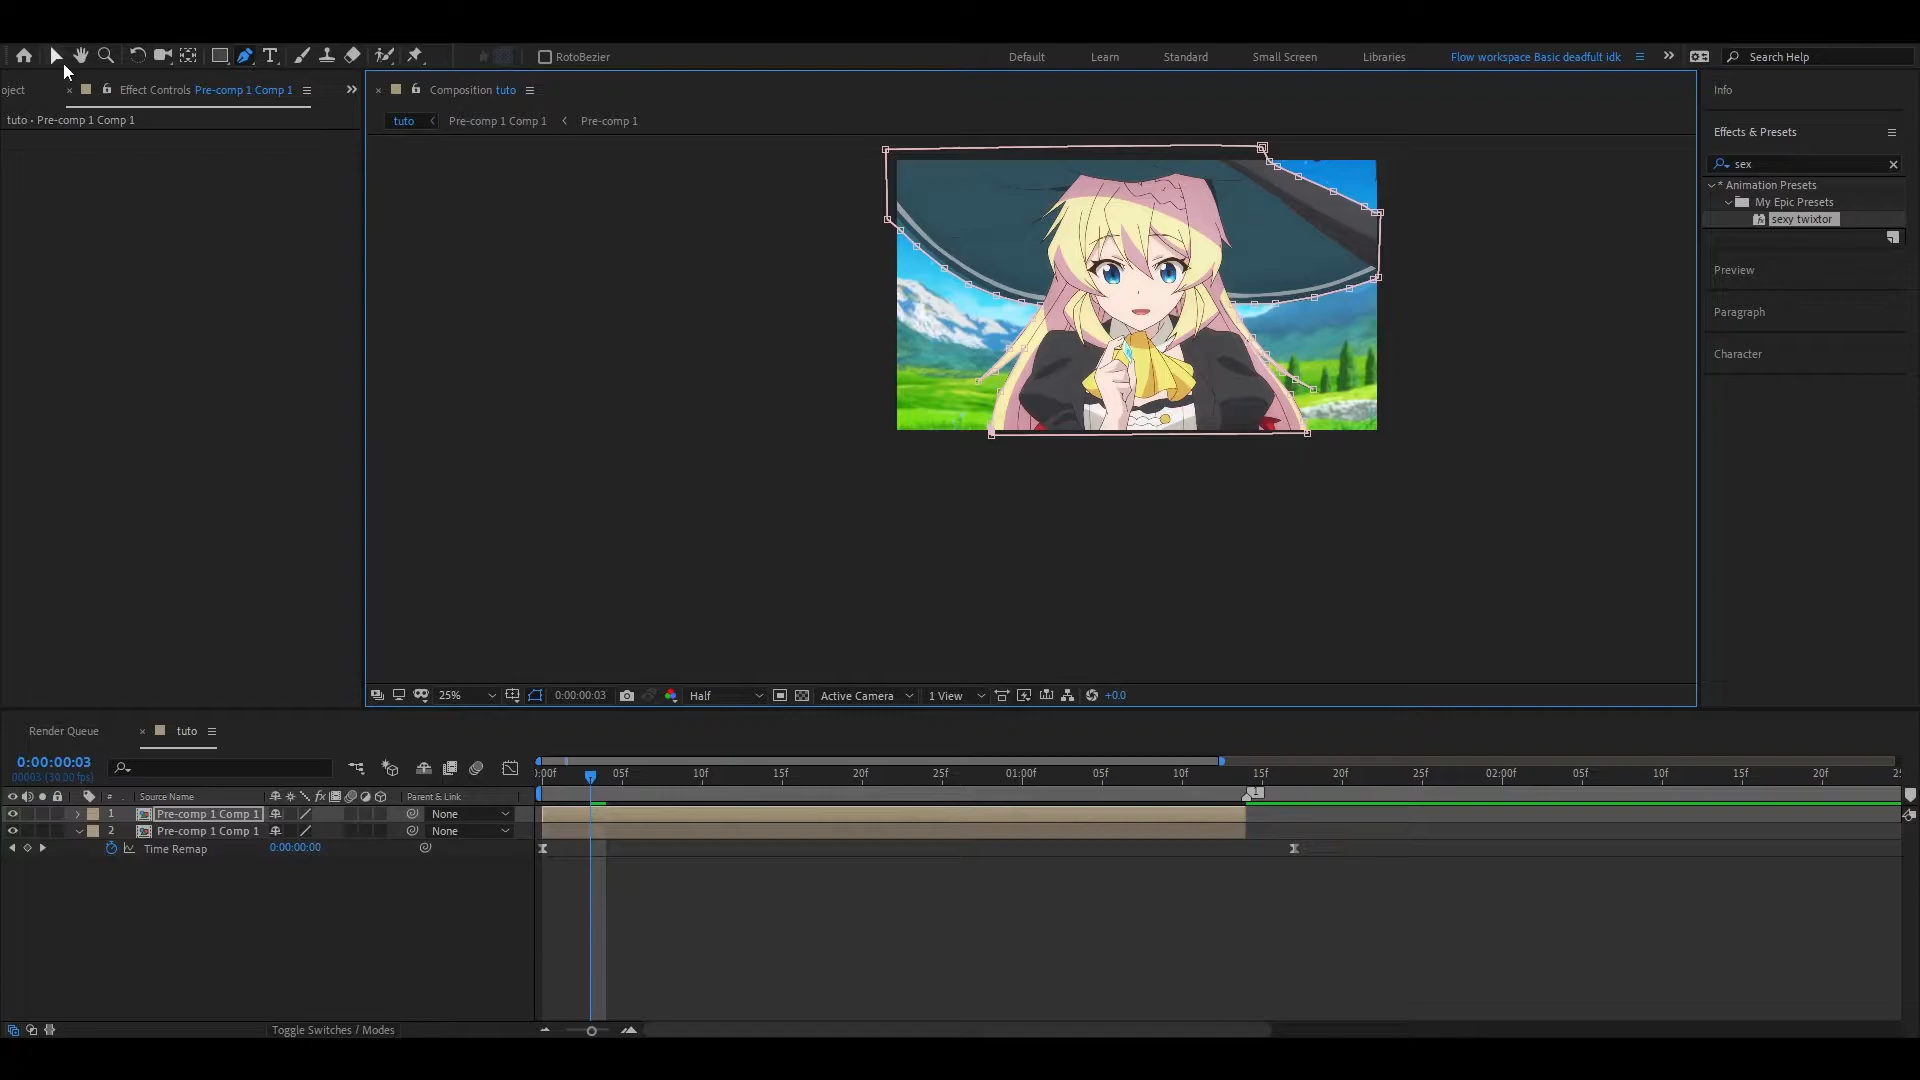 RotoBezier
Default
Learn
Standard
Small Screen
Libraries
Flow workspace Basic deadfult idk
Search Help
oject
Effect Controls Pre-comp 1 Comp 1
Composition tuto
Info
tuto • Pre-comp 1 Comp 1
tuto
Pre-comp 1 Comp 1
Pre-comp 1
Effects & Presets
sex
* Animation Presets
My Epic Presets
sexy twixtor
Preview
Paragraph
Character
25%
0:00:00:03
Half
Active Camera
1 View
+0.0
Render Queue
tuto
0:00:00:03
00003 (30.00 fps)
):00f
05f
10f
15f
20f
25f
01:00f
05f
10f
15f
20f
25f
02:00f
05f
10f
15f
20f
2
1
#
Source Name
fx
Parent & Link
1
Pre-comp 1 Comp 1
None
2
Pre-comp 1 Comp 1
None
Time Remap
0:00:00:00
Toggle Switches / Modes